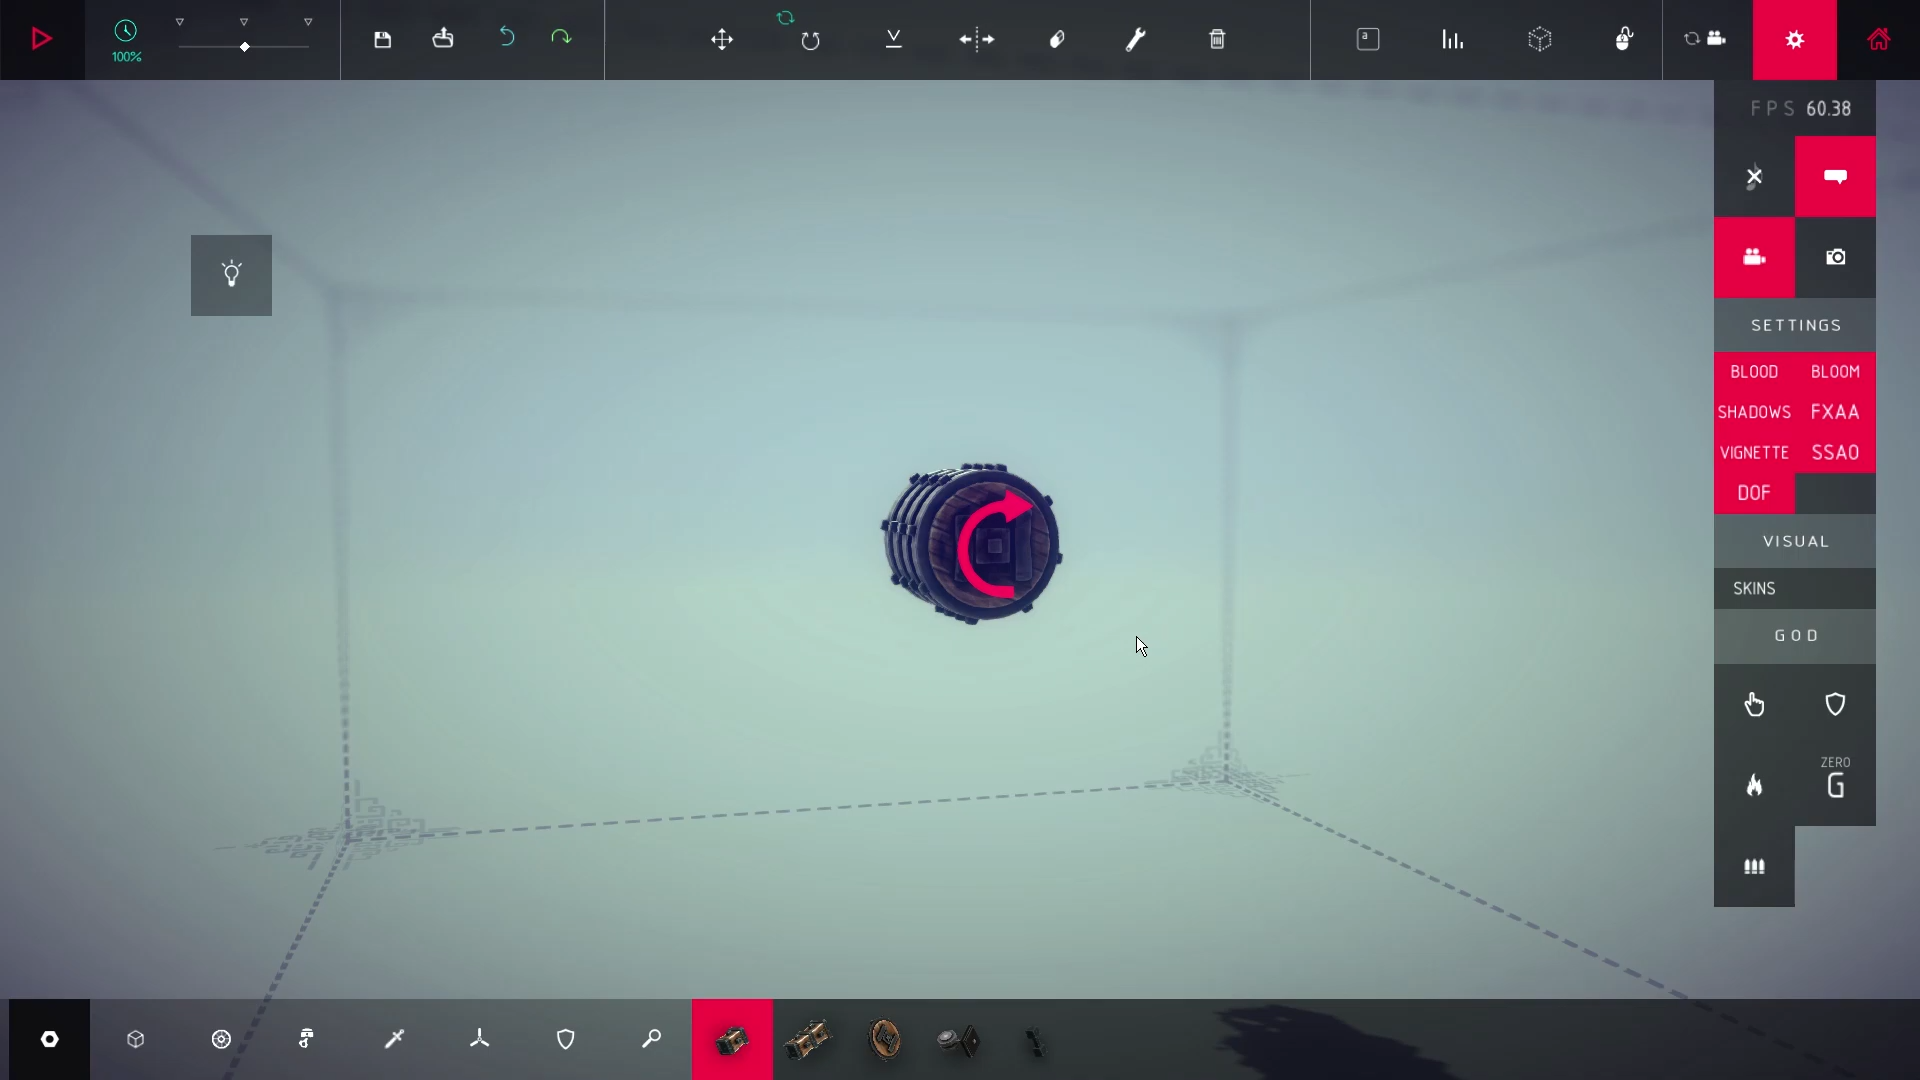 100%
a
FPS 60.38
SETTINGS
BLOOD BLOOM
SHADOWS FXAA
VIGNETTE SSAO
DOF
VISUAL
SKINS
GOD
ZERO
G